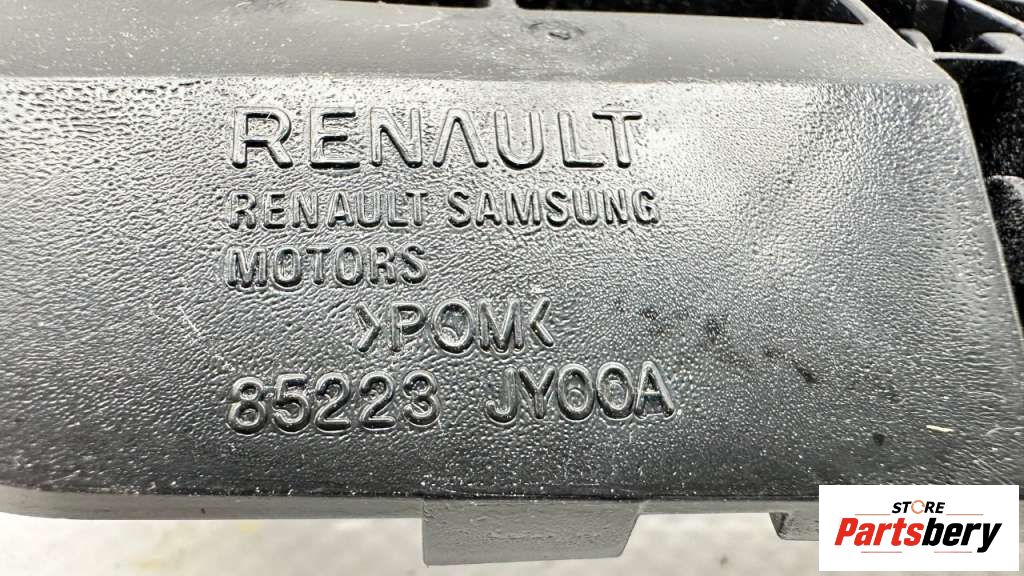 RENAULT
RENAULT SAMSUNG
MOTORS
>POM<
85223 JY00A
STORE
Partsbery